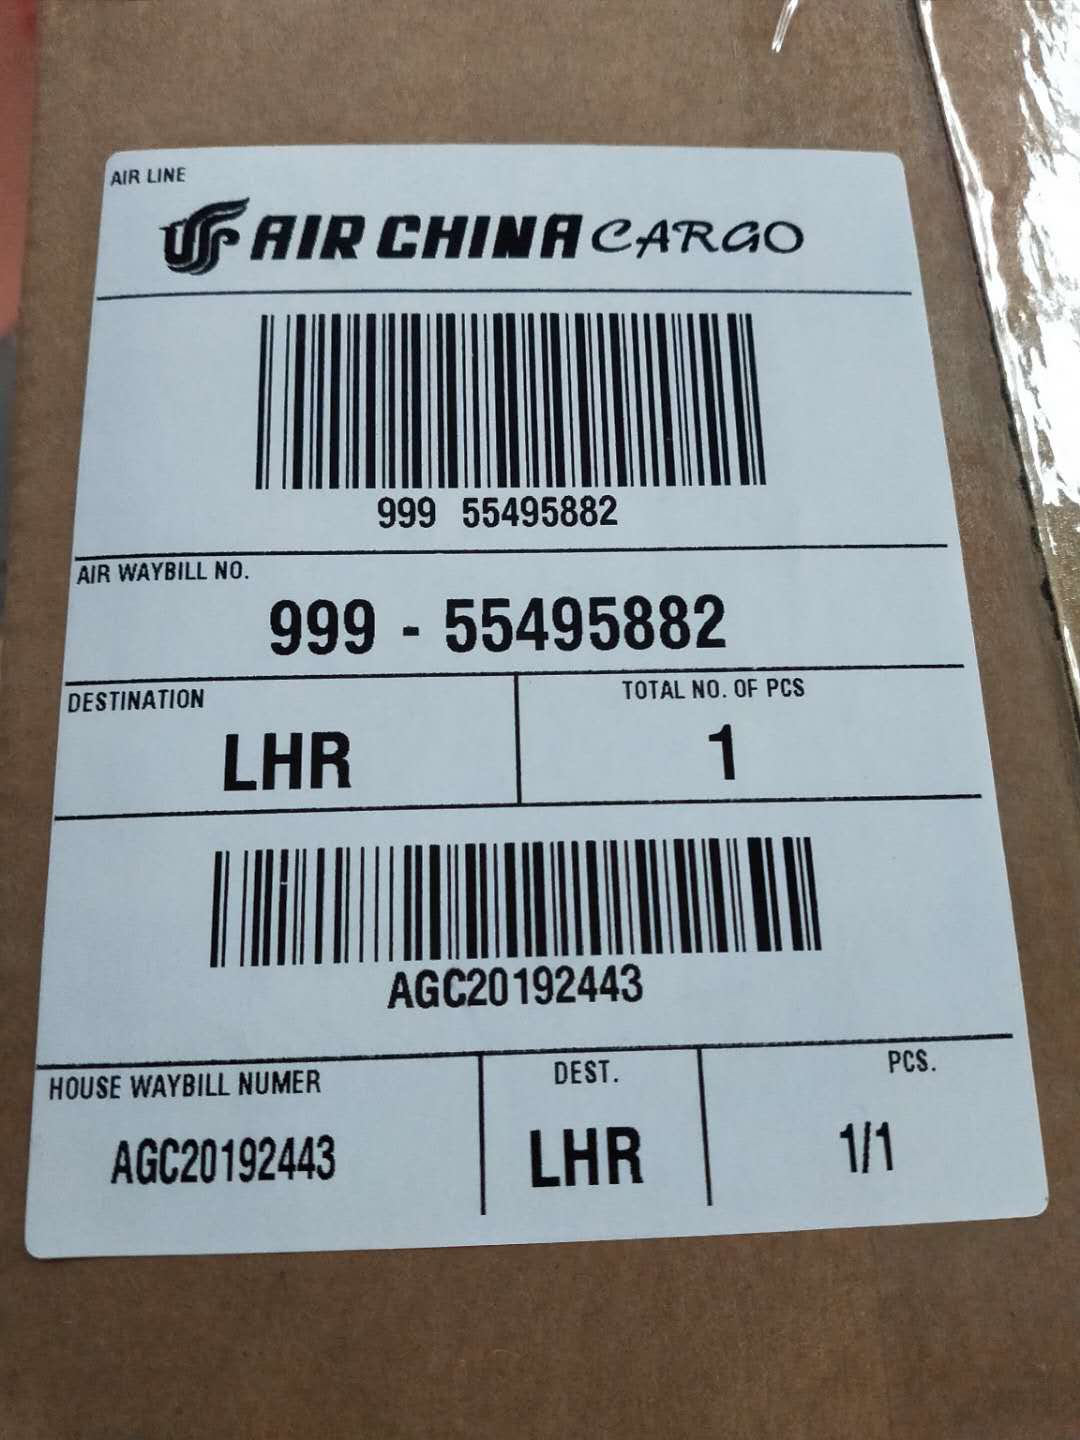 AIR LINE
AIR CHINA CARGO
999 55495882
AIR WAYBILL NO.
999 - 55495882
DESTINATION
LHR
TOTAL NO. OF PCS
1
AGC20192443
HOUSE WAYBILL NUMER
AGC20192443
DEST.
LHR
PCS.
1/1